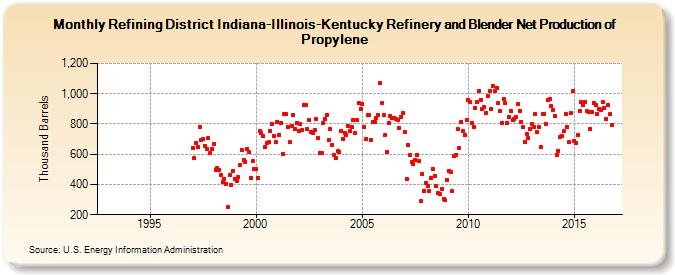 Monthly Refining District Indiana-Illinois-Kentucky Refinery and Blender Net Production of
Propylene
Thousand Barrels
1,200
1,000
800
600
400
200
1995
2000
2005
2010
2015
Source: U.S. Energy Information Administration